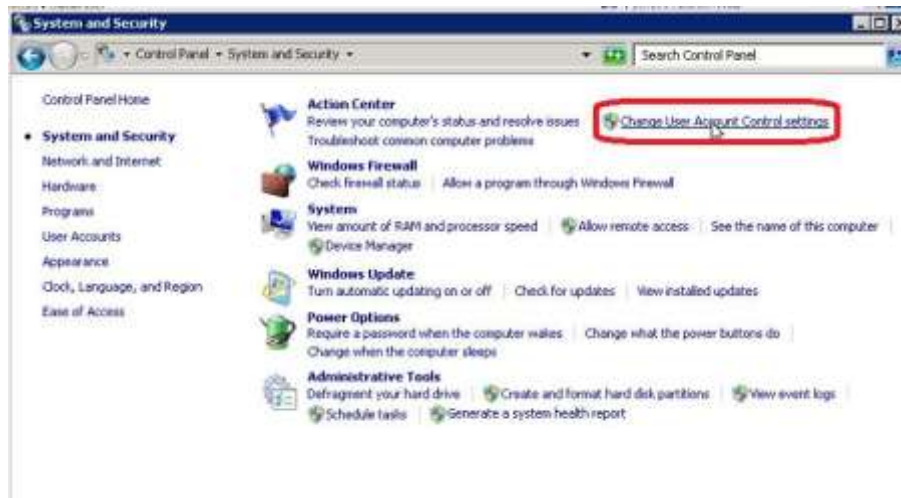 System and Security
Control Panel System and Security
Search Control Panel
Control Panel Home
System and Security
Network and Internet
Hardware
Programs
User Accounts
Appearance
Clock, Language, and Region
Ease of Access
Action Center
Review your computer's status and resolve issues Change User Account Control settings
Troubleshoot common computer problems
Windows Firewall
Check firewall status Allow a program through Windows Firewall
System
View amount of RAM and processor speed Allow remote access See the name of this computer
Device Manager
Windows Update
Turn automatic updating on or off Check for updates View installed updates
Power Options
Require a password when the computer wakes Change what the power buttons do
Change when the computer sleeps
Administrative Tools
Defragment your hard drive Create and format hard disk partitions View event logs
Schedule tasks Generate a system health report